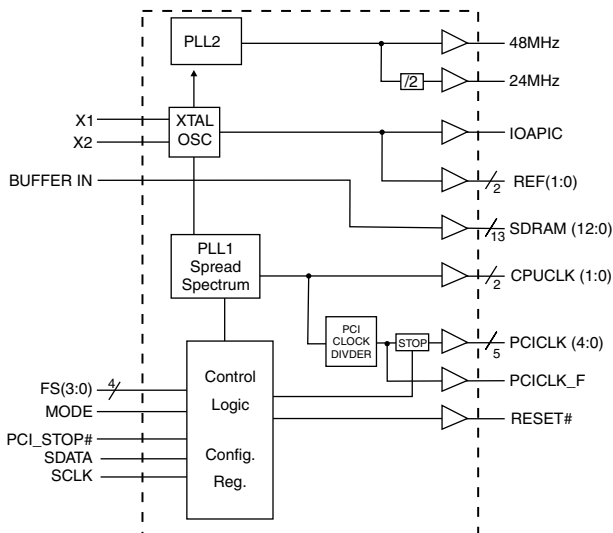 PLL2
48MHz
/2
24MHz
X1
X2
XTAL
OSC
IOAPIC
BUFFER IN
2
REF(1:0)
13
SDRAM (12:0)
PLL1
Spread
Spectrum
2
CPUCLK (1:0)
PCI
CLOCK
DIVDER
STOP
5
PCICLK (4:0)
PCICLK_F
Control
Logic
Config.
Reg.
FS(3:0)
4
MODE
RESET#
PCI_STOP#
SDATA
SCLK